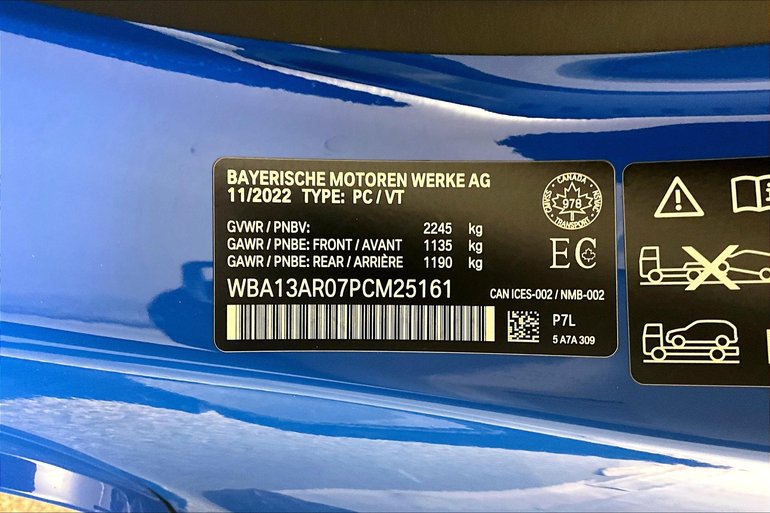 BAYERISCHE MOTOREN WERKE AG
11/2022 TYPE: PC / VT
GVWR / PNBV: 2245 kg
GAWR / PNBE: FRONT / AVANT 1135 kg
GAWR / PNBE: REAR / ARRIÈRE 1190 kg
WBA13AR07PCM25161
CANADA
978
TRANSPORT
EC
CAN ICES-002 / NMB-002
P7L
5 A7A 309